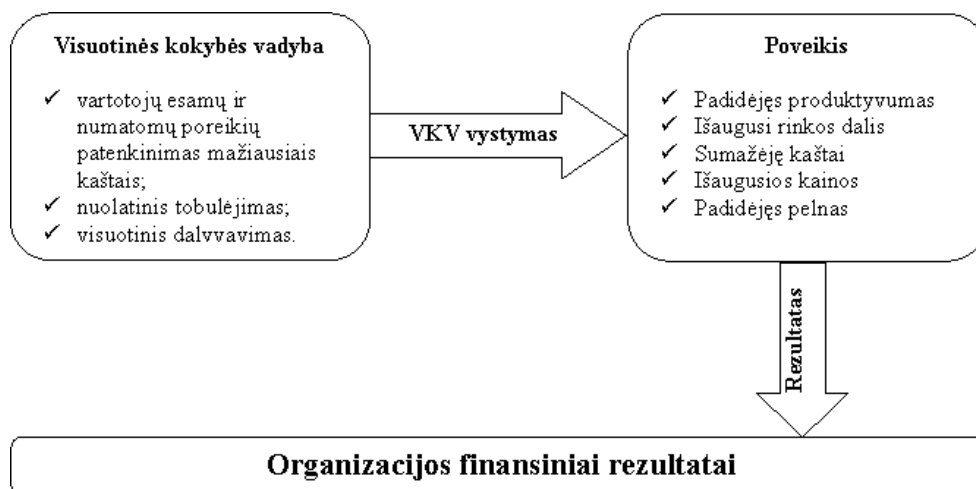 Visuotinės kokybės vadyba
✓ vartotojų esamų ir
numatomų poreikių
patenkinimas mažiausiais
kaštais;
✓ nuolatinis tobulėjimas;
✓ visuotinis dalvvavimas.
VKV vystymas
Poveikis
✓ Padidėjęs produktyvumas
✓ Išaugusi rinkos dalis
✓ Sumažėję kaštai
✓ Išaugusios kainos
✓ Padidėjęs pelnas
Rezultatas
Organizacijos finansiniai rezultatai